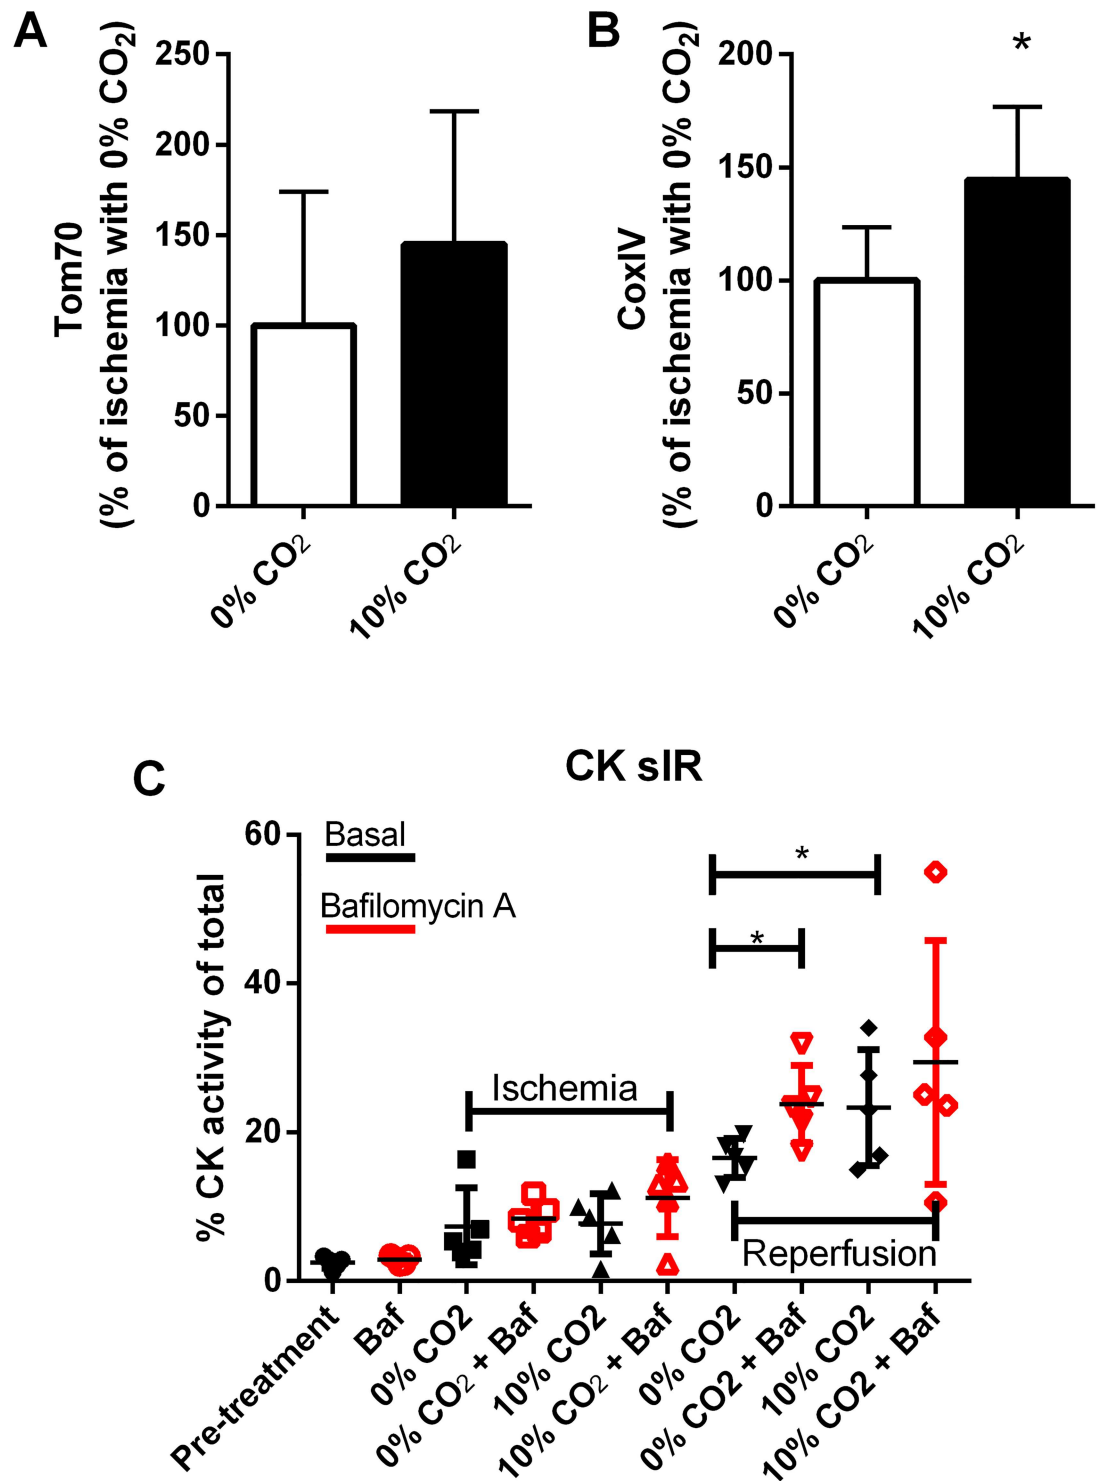 A
Tom70
(% of ischemia with 0% CO2)
250
200
150
100
50
0
0% CO2
10% CO2
B
CoxIV
(% of ischemia with 0% CO2)
200
150
100
50
0
*
0% CO2
10% CO2
C
CK sIR
% CK activity of total
60
40
20
0
Basal
Bafilomycin A
*
*
Ischemia
Reperfusion
Pre-treatment
Baf
0% CO2
0% CO2 + Baf
10% CO2
10% CO2 + Baf
0% CO2
0% CO2 + Baf
10% CO2
10% CO2 + Baf